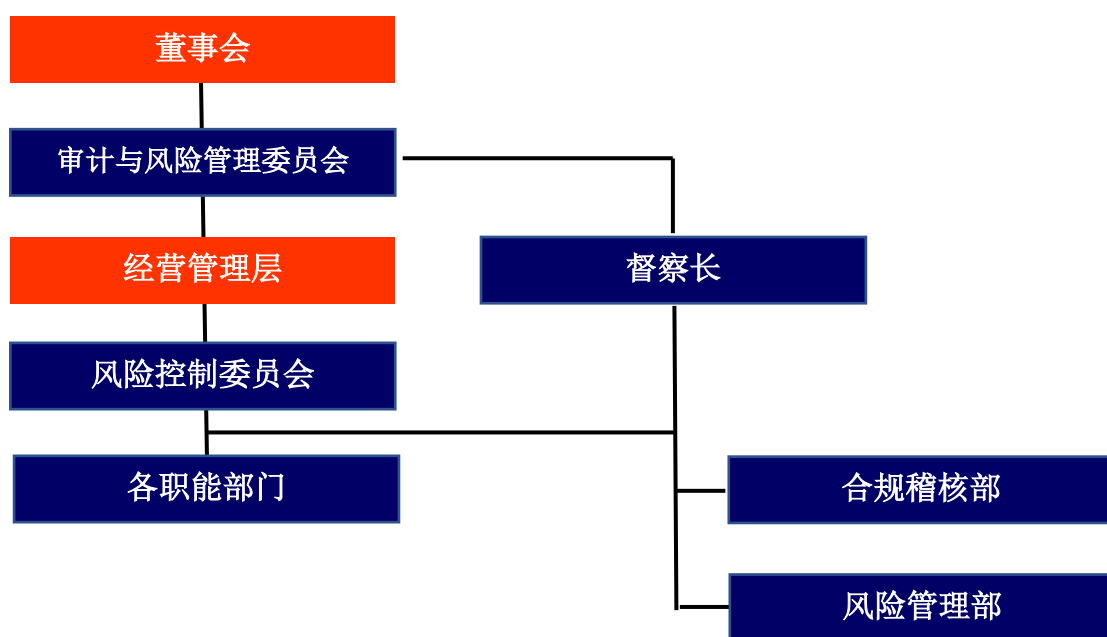 董事会
审计与风险管理委员会
经营管理层
督察长
风险控制委员会
各职能部门
合规稽核部
风险管理部